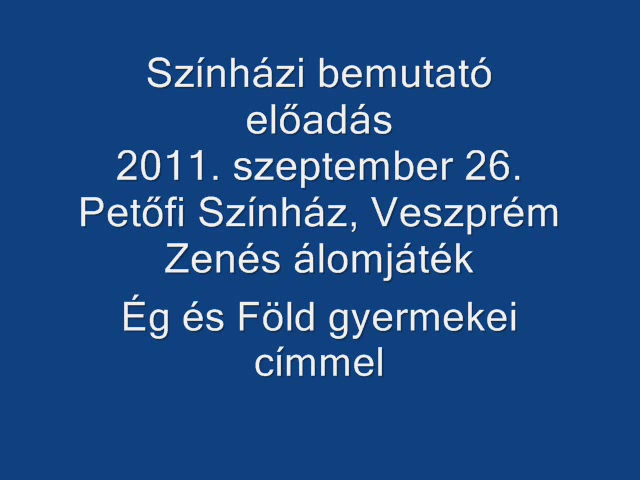 Színházi bemutató
előadás
2011. szeptember 26.
Petőfi Színház, Veszprém
Zenés álomjáték
Ég és Föld gyermekei
címmel